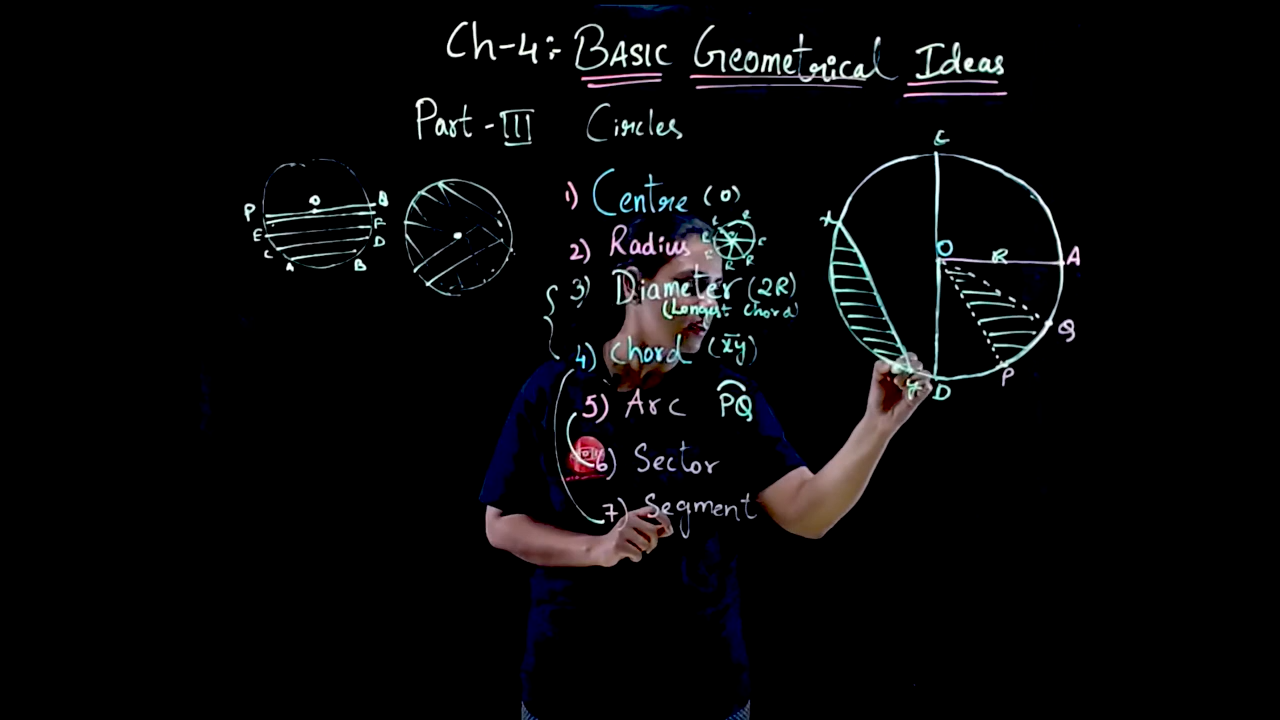 Ch-4:- BASIC Geometrical Ideas
Part - III Circles
1) Centre (O)
2) Radius
R R C R R R
3) Diameter (2R)
(Longest Chord)
4) Chord (xy)
5) Arc PQ
6) Sector
7) Segment
O
P B
E F
C D
A B
C
X
O R A
Q
P
y D